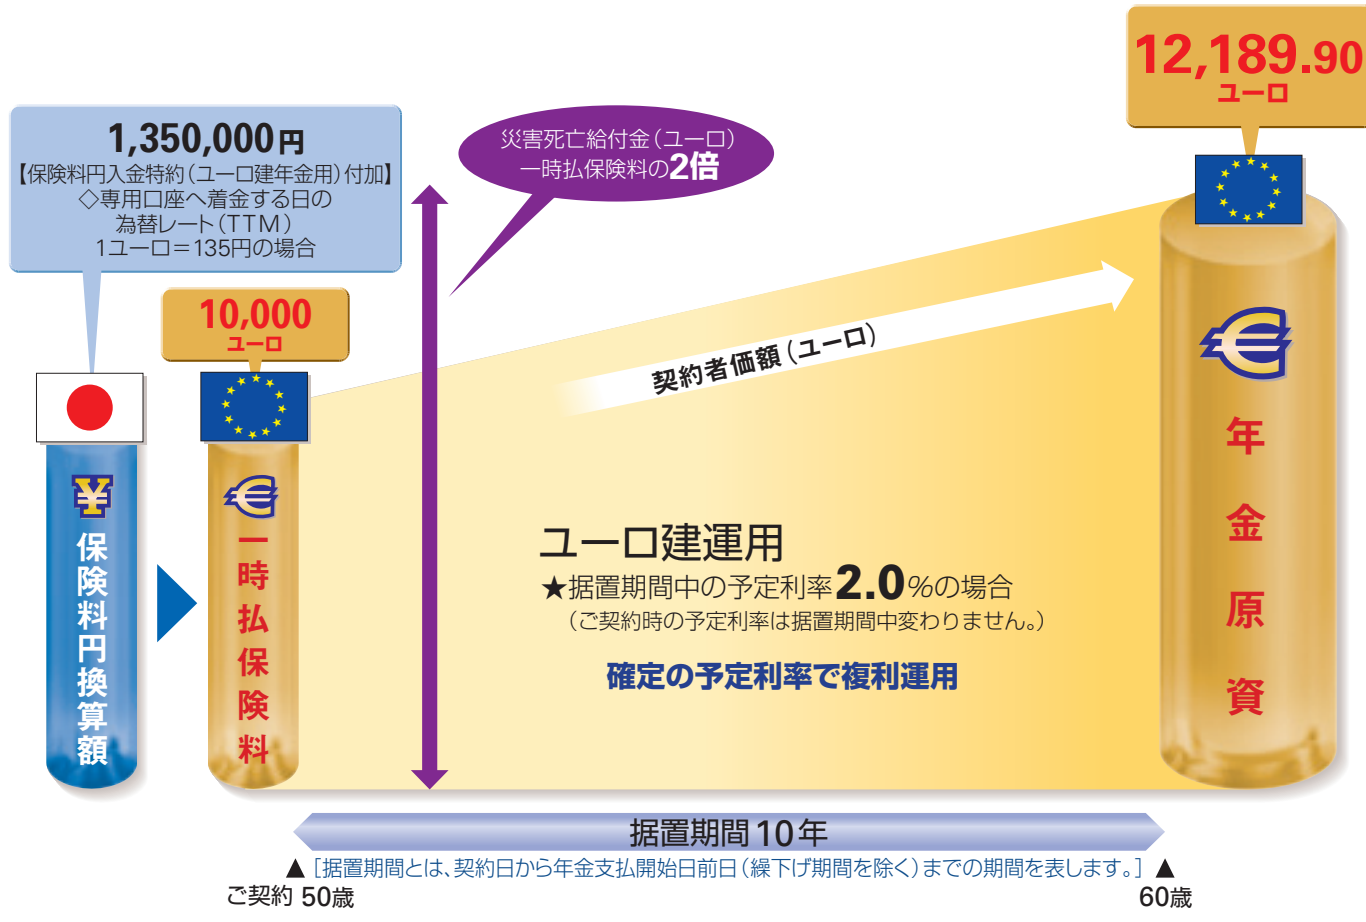 1,350,000円
【保険料円入金特約(ユーロ建年金用)付加】
◇専用口座へ着金する日の
為替レート(TTM)
1ユーロ=135円の場合
10,000
ユーロ
災害死亡給付金(ユーロ)
一時払保険料の2倍
12,189.90
ユーロ
¥
保険料円換算額
€
一時払保険料
契約者価額(ユーロ)
ユーロ建運用
★据置期間中の予定利率2.0%の場合
(ご契約時の予定利率は据置期間中変わりません。)
確定の予定利率で複利運用
€
年金原資
据置期間10年
▲[据置期間とは、契約日から年金支払開始日前日(繰下げ期間を除く)までの期間を表します。]▲
ご契約 50歳
60歳